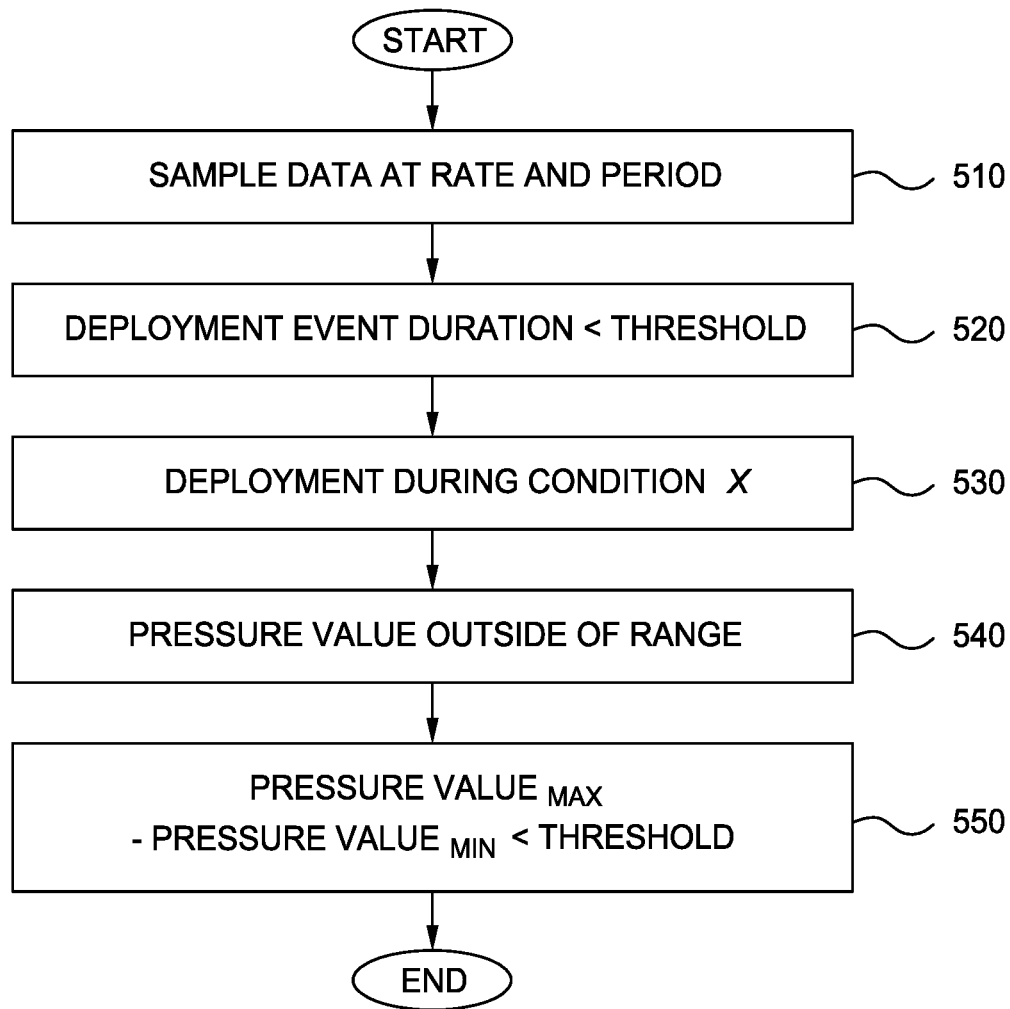 START
SAMPLE DATA AT RATE AND PERIOD
510
DEPLOYMENT EVENT DURATION < THRESHOLD
520
DEPLOYMENT DURING CONDITION X
530
PRESSURE VALUE OUTSIDE OF RANGE
540
PRESSURE VALUE MAX
- PRESSURE VALUE MIN < THRESHOLD
550
END